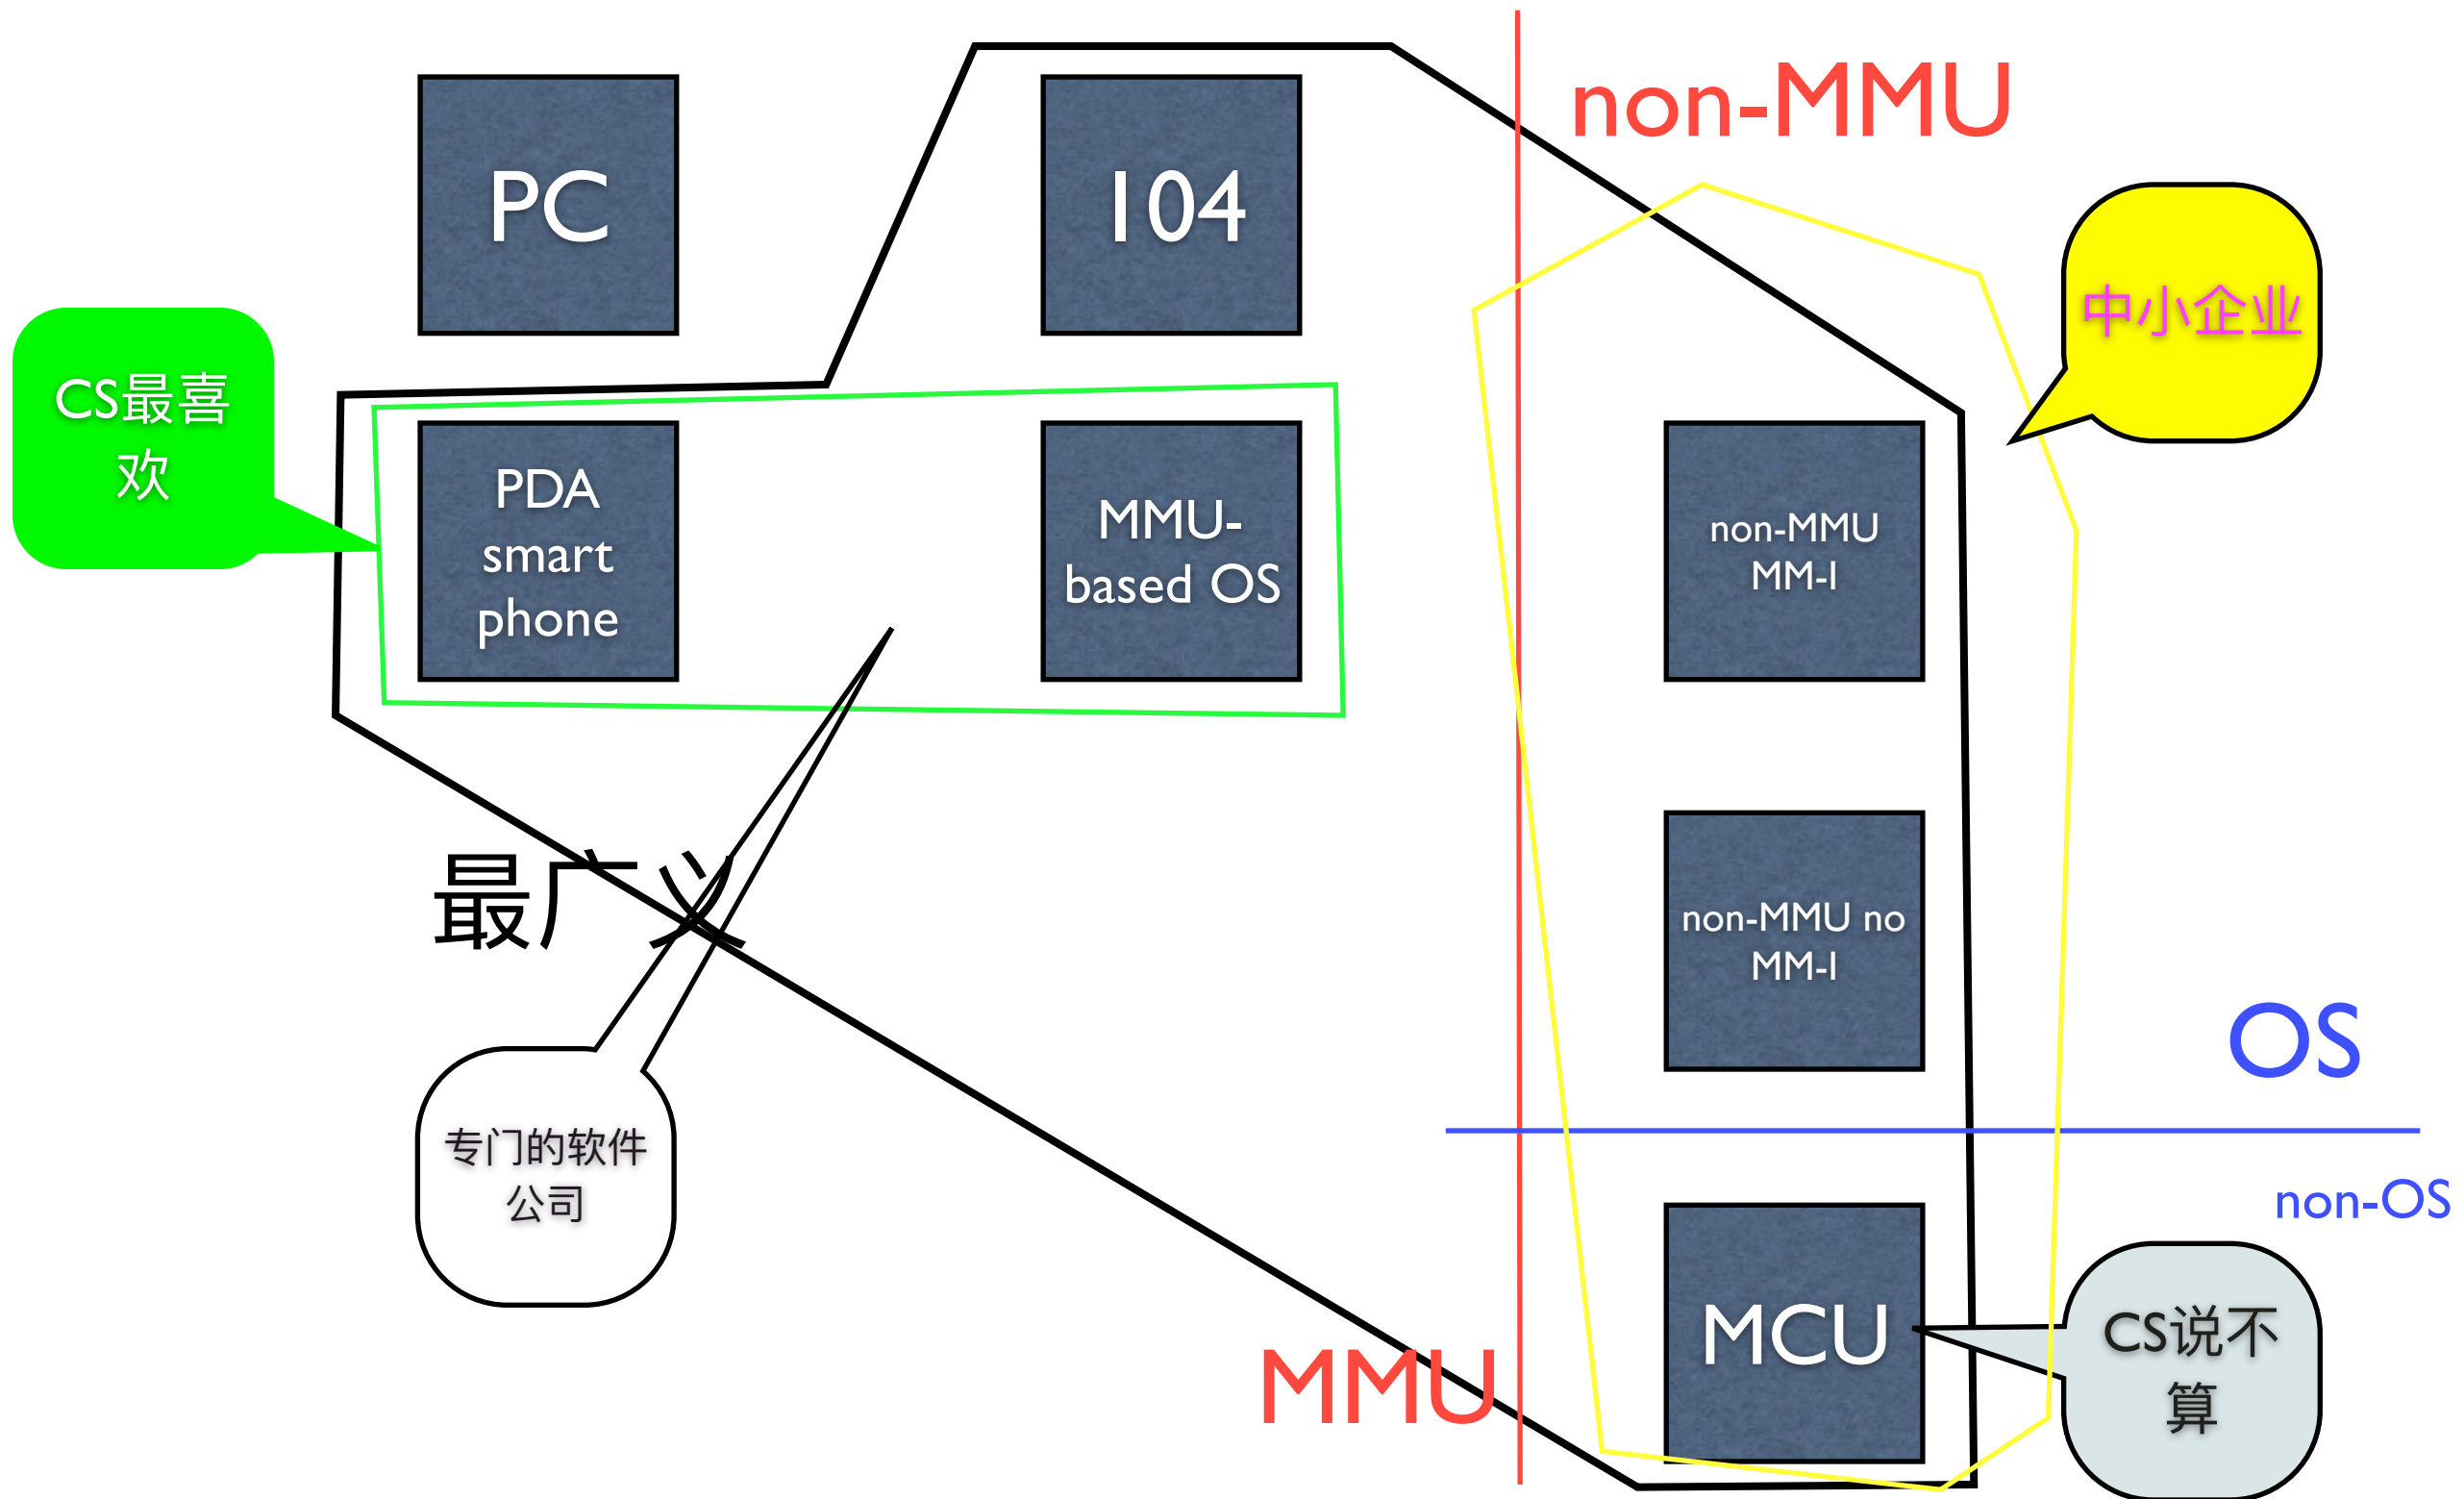 non-MMU
PC
104
中小企业
CS最喜
欢
PDA
smart
phone
MMU-
based OS
non-MMU
MM-I
最广义
non-MMU no
MM-I
OS
专门的软件
公司
non-OS
MCU
MMU
CS说不
算